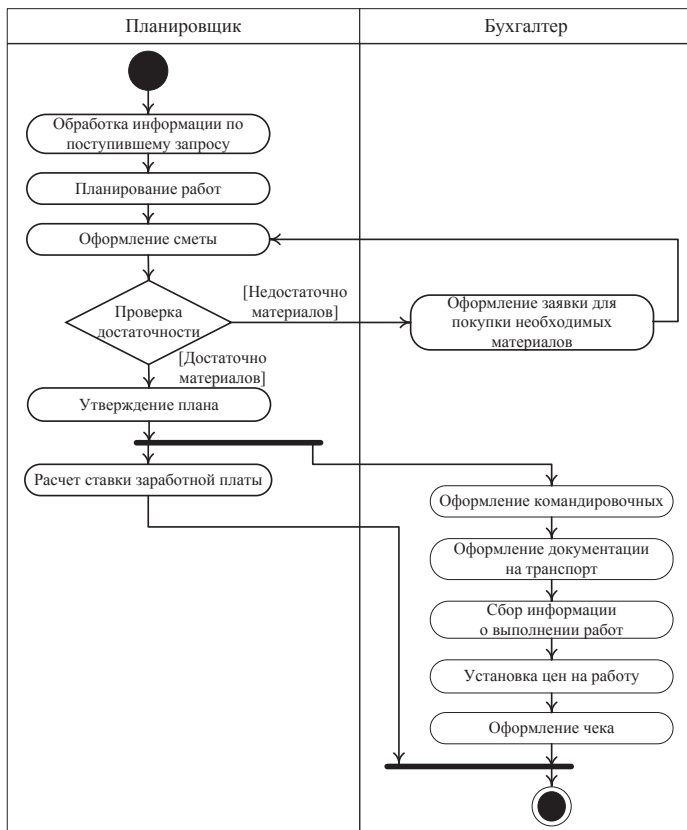 Планировщик
Бухгалтер
Обработка информации по
поступившему запросу
Планирование работ
Оформление сметы
Проверка
достаточности
[Недостаточно
материалов]
Оформление заявки для
покупки необходимых
материалов
[Достаточно
материалов]
Утверждение плана
Расчет ставки заработной платы
Оформление командировочных
Оформление документации
на транспорт
Сбор информации
о выполнении работ
Установка цен на работу
Оформление чека